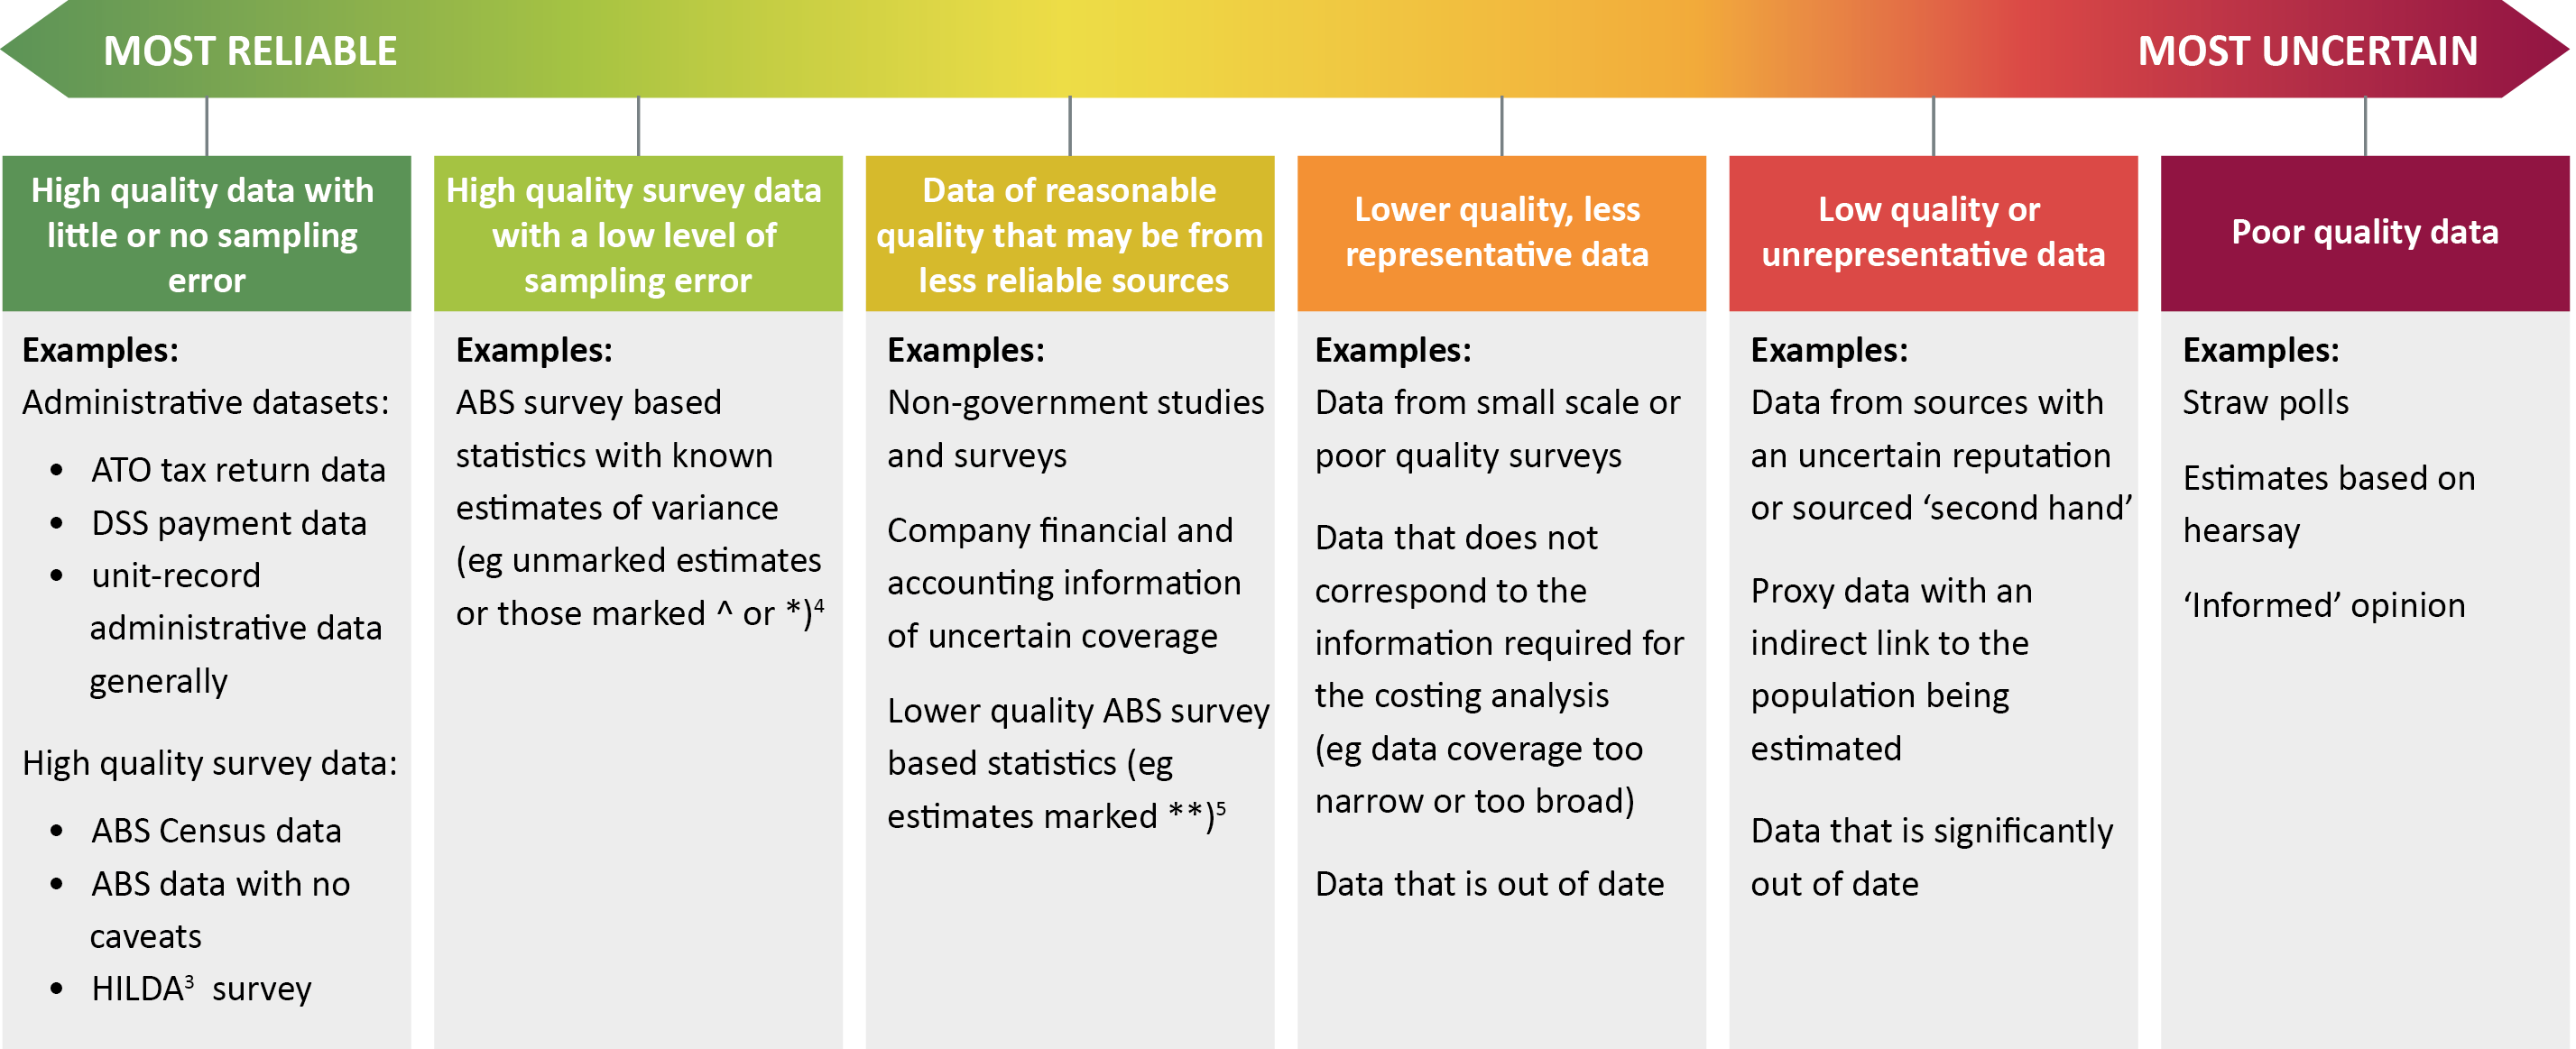 MOST RELIABLE
MOST UNCERTAIN
High quality data with
little or no sampling
error
Examples:
Administrative datasets:
• ATO tax return data
• DSS payment data
• unit-record
administrative data
generally
High quality survey data:
• ABS Census data
• ABS data with no
caveats
• HILDA³ survey
High quality survey data
with a low level of
sampling error
Examples:
ABS survey based
statistics with known
estimates of variance
(eg unmarked estimates
or those marked ^ or *)⁴
Data of reasonable
quality that may be from
less reliable sources
Examples:
Non-government studies
and surveys
Company financial and
accounting information
of uncertain coverage
Lower quality ABS survey
based statistics (eg
estimates marked **)⁵
Lower quality, less
representative data
Examples:
Data from small scale or
poor quality surveys
Data that does not
correspond to the
information required for
the costing analysis
(eg data coverage too
narrow or too broad)
Data that is out of date
Low quality or
unrepresentative data
Examples:
Data from sources with
an uncertain reputation
or sourced ‘second hand’
Proxy data with an
indirect link to the
population being
estimated
Data that is significantly
out of date
Poor quality data
Examples:
Straw polls
Estimates based on
hearsay
‘Informed’ opinion